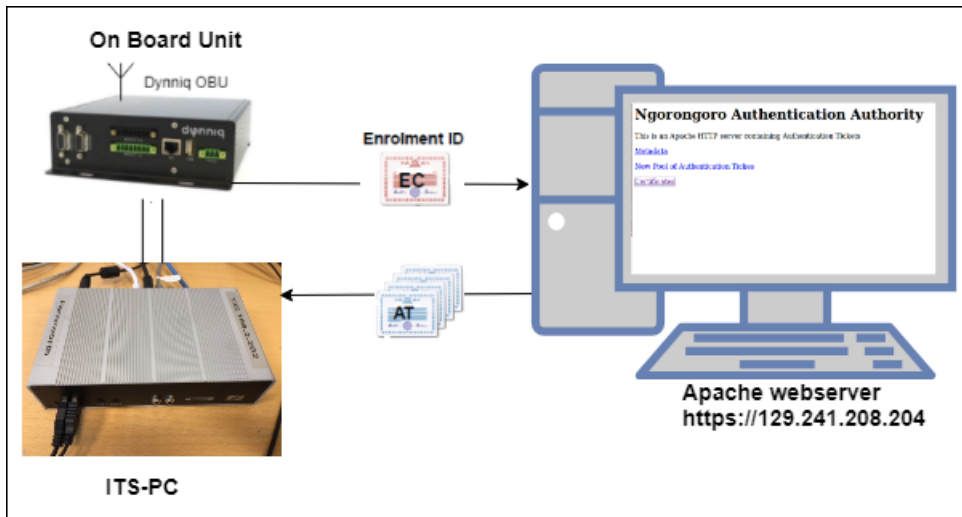 On Board Unit
Dynniq OBU
dynniq
Enrolment ID
EC
AT
Ngorongoro Authentication Authority
This is an Apache HTTP server containing Authentication Tickets
Metadata
New Pool of Authentication Tickes
Certificates
Apache webserver
https://129.241.208.204
ITS-PC